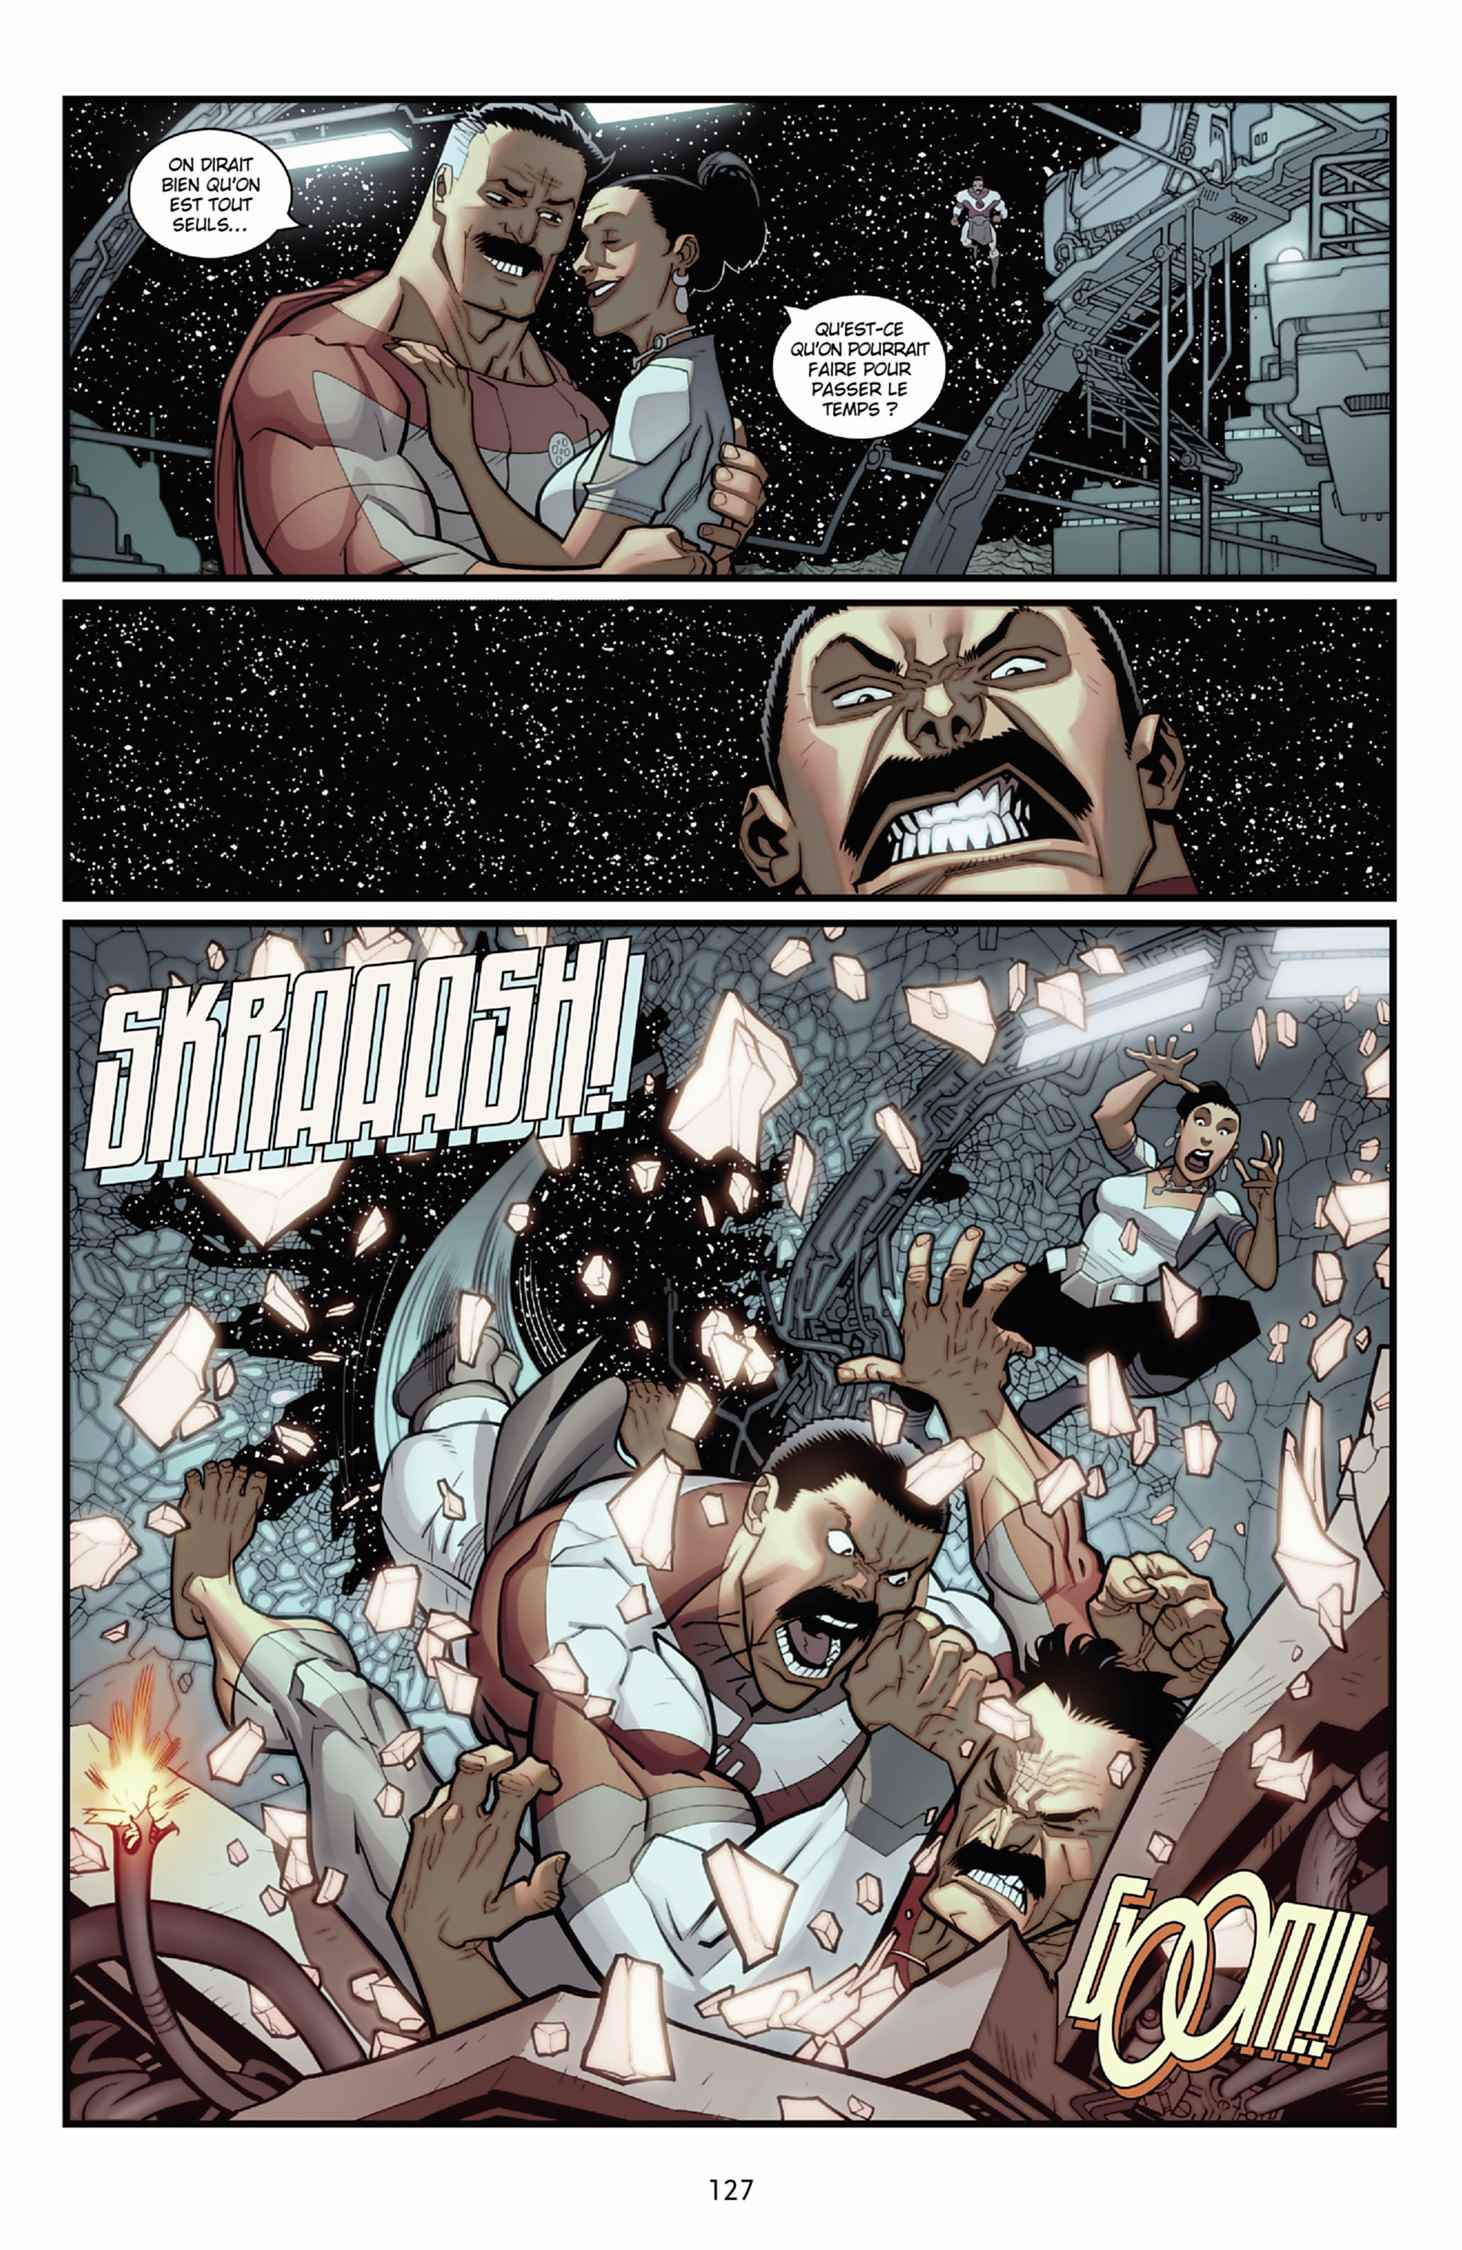 ON DIRAIT
BIEN QU'ON
EST TOUT
SEULS...
QU'EST-CE
QU'ON POURRAIT
FAIRE POUR
PASSER LE
TEMPS ?
SKRAAASH!
BOOM!!
127